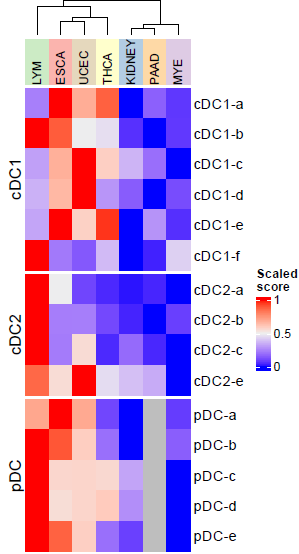 LYM
ESCA
UCEC
THCA
KIDNEY
PAAD
MYE
cDC1
cDC1-a
cDC1-b
cDC1-c
cDC1-d
cDC1-e
cDC1-f
cDC2
cDC2-a
cDC2-b
cDC2-c
cDC2-e
pDC
pDC-a
pDC-b
pDC-c
pDC-d
pDC-e
Scaled
score
1
0.5
0